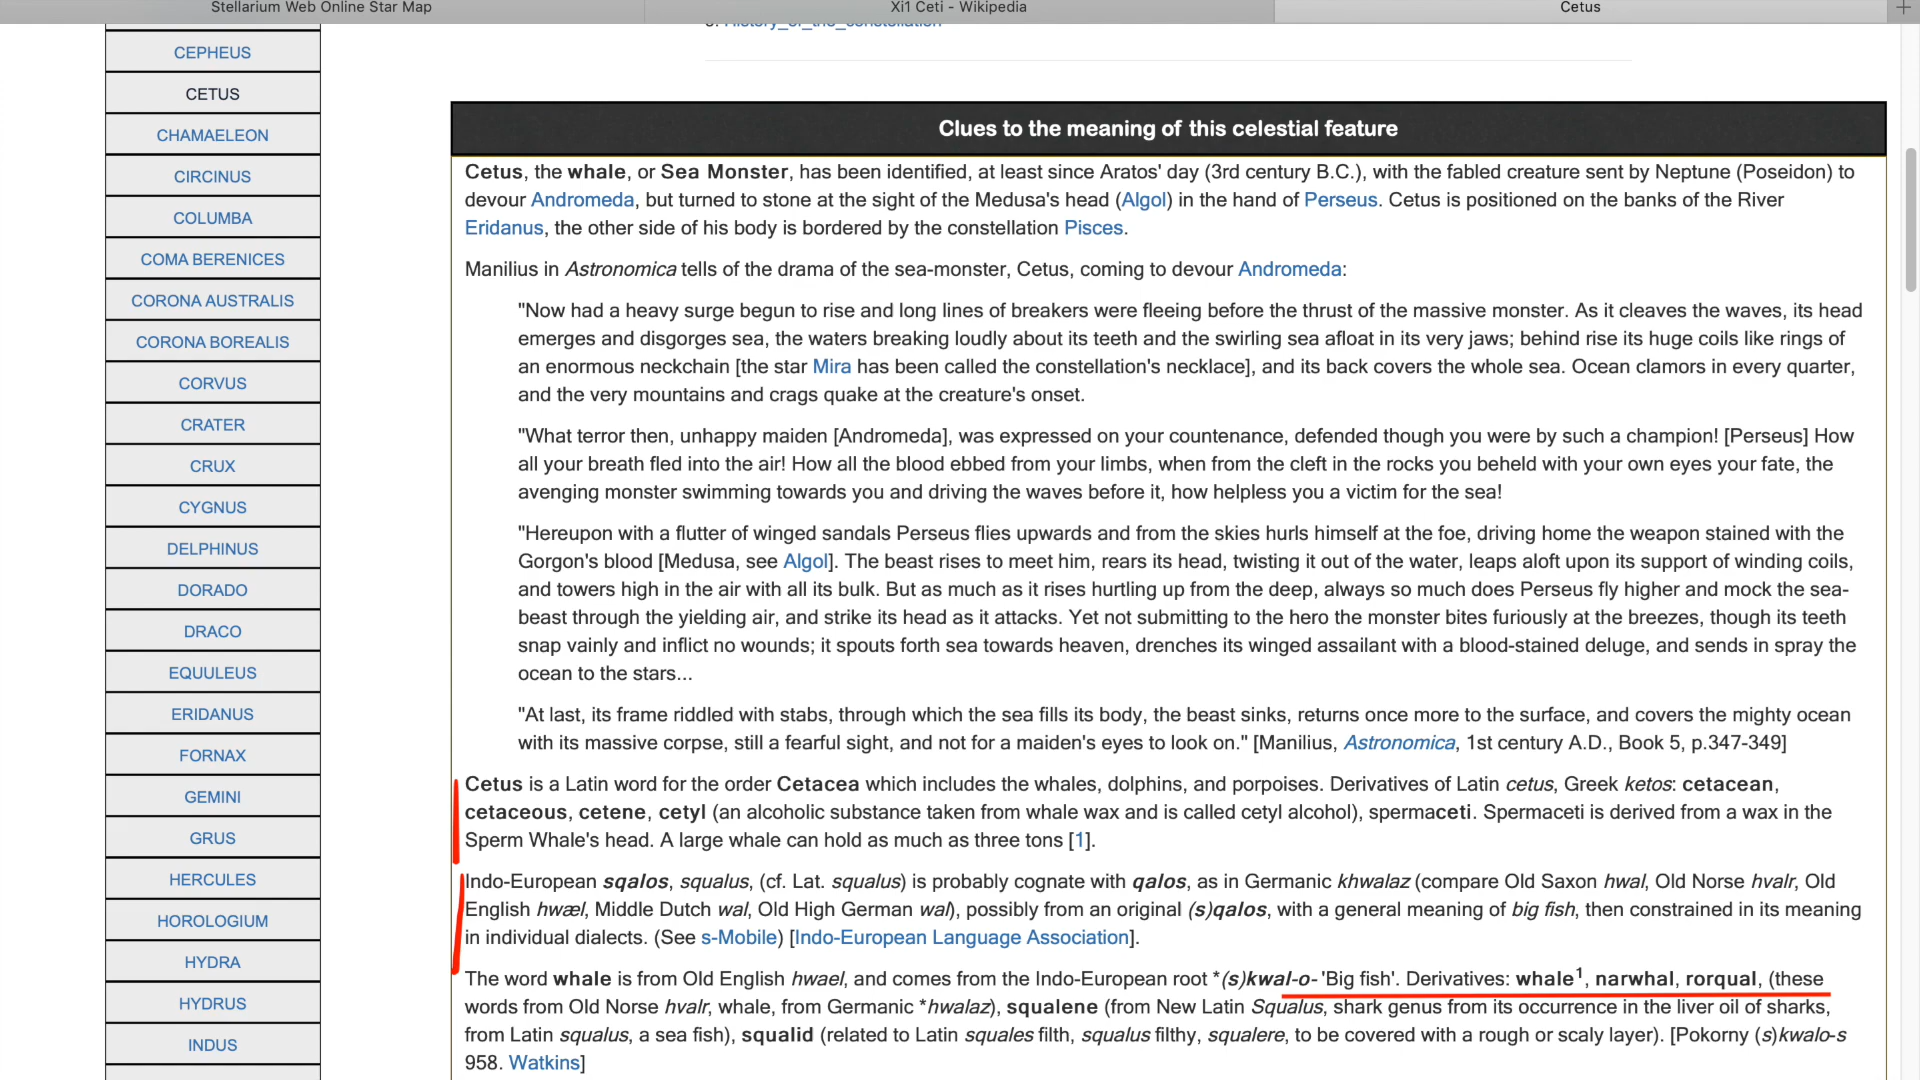 Stellarium Web Online Star Map
Xi1 Ceti - Wikipedia
Cetus
History_of_the_constellation
CEPHEUS
CETUS
CHAMAELEON
CIRCINUS
COLUMBA
COMA BERENICES
CORONA AUSTRALIS
CORONA BOREALIS
CORVUS
CRATER
CRUX
CYGNUS
DELPHINUS
DORADO
DRACO
EQUULEUS
ERIDANUS
FORNAX
GEMINI
GRUS
HERCULES
HOROLOGIUM
HYDRA
HYDRUS
INDUS
Clues to the meaning of this celestial feature
Cetus, the whale, or Sea Monster, has been identified, at least since Aratos' day (3rd century B.C.), with the fabled creature sent by Neptune (Poseidon) to
devour Andromeda, but turned to stone at the sight of the Medusa's head (Algol) in the hand of Perseus. Cetus is positioned on the banks of the River
Eridanus, the other side of his body is bordered by the constellation Pisces.
Manilius in Astronomica tells of the drama of the sea-monster, Cetus, coming to devour Andromeda:
"Now had a heavy surge begun to rise and long lines of breakers were fleeing before the thrust of the massive monster. As it cleaves the waves, its head
emerges and disgorges sea, the waters breaking loudly about its teeth and the swirling sea afloat in its very jaws; behind rise its huge coils like rings of
an enormous neckchain [the star Mira has been called the constellation's necklace], and its back covers the whole sea. Ocean clamors in every quarter,
and the very mountains and crags quake at the creature's onset.
"What terror then, unhappy maiden [Andromeda], was expressed on your countenance, defended though you were by such a champion! [Perseus] How
all your breath fled into the air! How all the blood ebbed from your limbs, when from the cleft in the rocks you beheld with your own eyes your fate, the
avenging monster swimming towards you and driving the waves before it, how helpless you a victim for the sea!
"Hereupon with a flutter of winged sandals Perseus flies upwards and from the skies hurls himself at the foe, driving home the weapon stained with the
Gorgon's blood [Medusa, see Algol]. The beast rises to meet him, rears its head, twisting it out of the water, leaps aloft upon its support of winding coils,
and towers high in the air with all its bulk. But as much as it rises hurtling up from the deep, always so much does Perseus fly higher and mock the sea-
beast through the yielding air, and strike its head as it attacks. Yet not submitting to the hero the monster bites furiously at the breezes, though its teeth
snap vainly and inflict no wounds; it spouts forth sea towards heaven, drenches its winged assailant with a blood-stained deluge, and sends in spray the
ocean to the stars...
"At last, its frame riddled with stabs, through which the sea fills its body, the beast sinks, returns once more to the surface, and covers the mighty ocean
with its massive corpse, still a fearful sight, and not for a maiden's eyes to look on." [Manilius, Astronomica, 1st century A.D., Book 5, p.347-349]
Cetus is a Latin word for the order Cetacea which includes the whales, dolphins, and porpoises. Derivatives of Latin cetus, Greek ketos: cetacean,
cetaceous, cetene, cetyl (an alcoholic substance taken from whale wax and is called cetyl alcohol), spermaceti. Spermaceti is derived from a wax in the
Sperm Whale's head. A large whale can hold as much as three tons [1].
Indo-European sqalos, squalus, (cf. Lat. squalus) is probably cognate with qalos, as in Germanic khwalaz (compare Old Saxon hwal, Old Norse hvalr, Old
English hwæl, Middle Dutch wal, Old High German wal), possibly from an original (s)qalos, with a general meaning of big fish, then constrained in its meaning
in individual dialects. (See s-Mobile) [Indo-European Language Association].
The word whale is from Old English hwael, and comes from the Indo-European root *(s)kwal-o- 'Big fish'. Derivatives: whale1, narwhal, rorqual, (these
words from Old Norse hvalr, whale, from Germanic *hwalaz), squalene (from New Latin Squalus, shark genus from its occurrence in the liver oil of sharks,
from Latin squalus, a sea fish), squalid (related to Latin squales filth, squalus filthy, squalere, to be covered with a rough or scaly layer). [Pokorny (s)kwalo-s
958. Watkins]